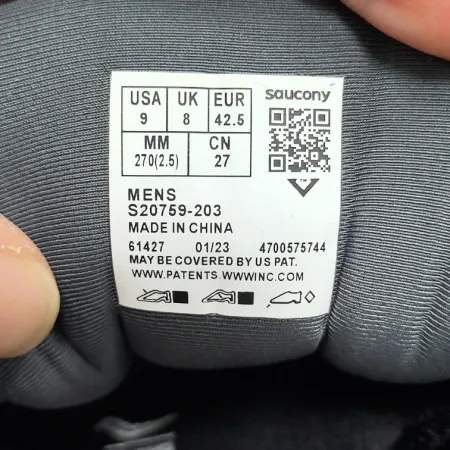 saucony
USA UK EUR
9 8 42.5
MM CN
270(2.5) 27
MENS
S20759-203
MADE IN CHINA
61427 01/23 4700575744
MAY BE COVERED BY US PAT.
WWW.PATENTS.WWWINC.COM